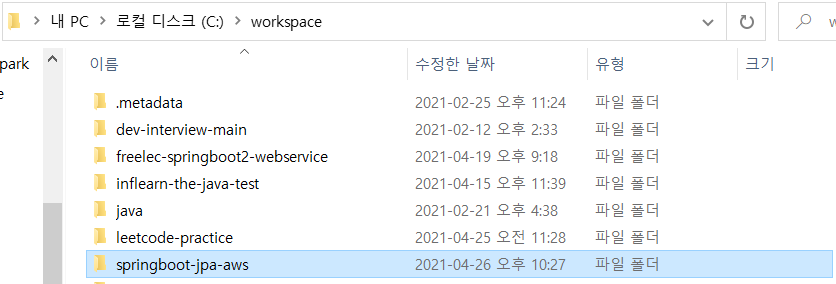 내 PC > 로컬 디스크 (C:) > workspace
park
이름 수정한 날짜 유형 크기
e
.metadata 2021-02-25 오후 11:24 파일 폴더
dev-interview-main 2021-02-12 오후 2:33 파일 폴더
freelec-springboot2-webservice 2021-04-19 오후 9:18 파일 폴더
inflearn-the-java-test 2021-04-15 오후 11:39 파일 폴더
java 2021-02-21 오후 4:38 파일 폴더
leetcode-practice 2021-04-25 오전 11:28 파일 폴더
springboot-jpa-aws 2021-04-26 오후 10:27 파일 폴더